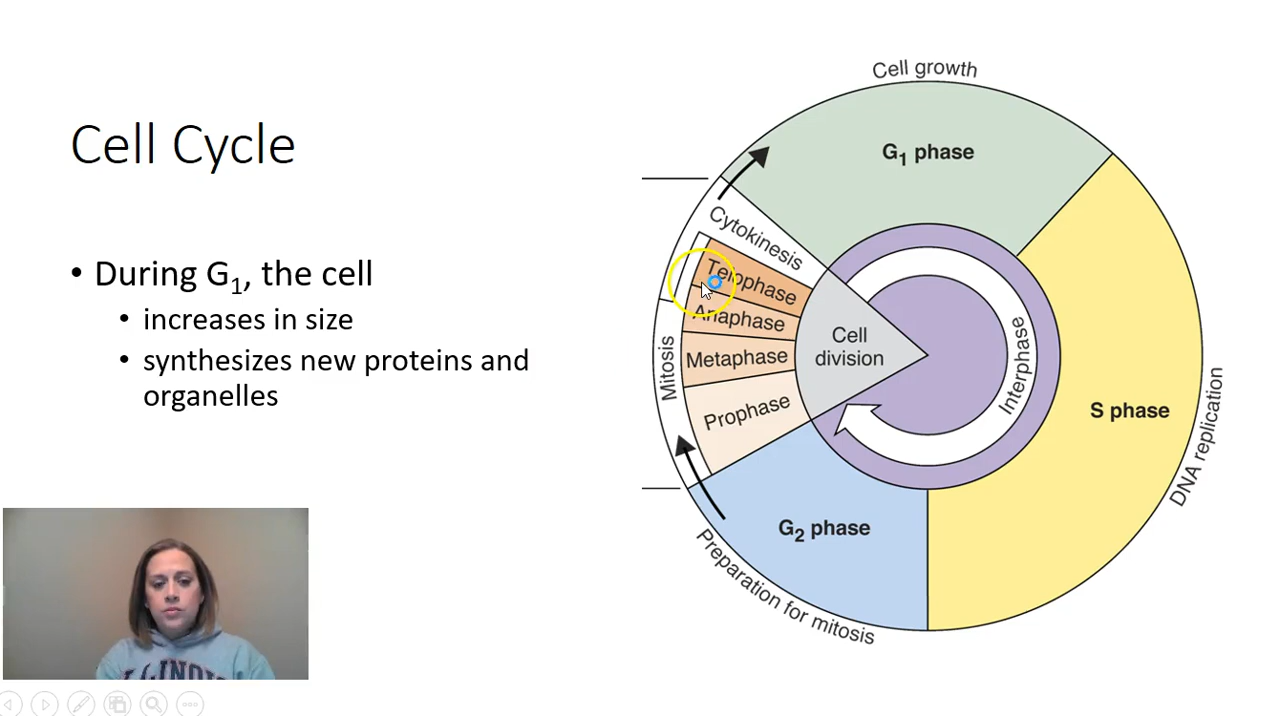 Cell Cycle
• During G₁, the cell
• increases in size
• synthesizes new proteins and
organelles
Cell growth
G₁ phase
Cytokinesis
Telophase
Anaphase
Metaphase
Prophase
Mitosis
Cell
division
Interphase
S phase
DNA replication
G₂ phase
Preparation for mitosis